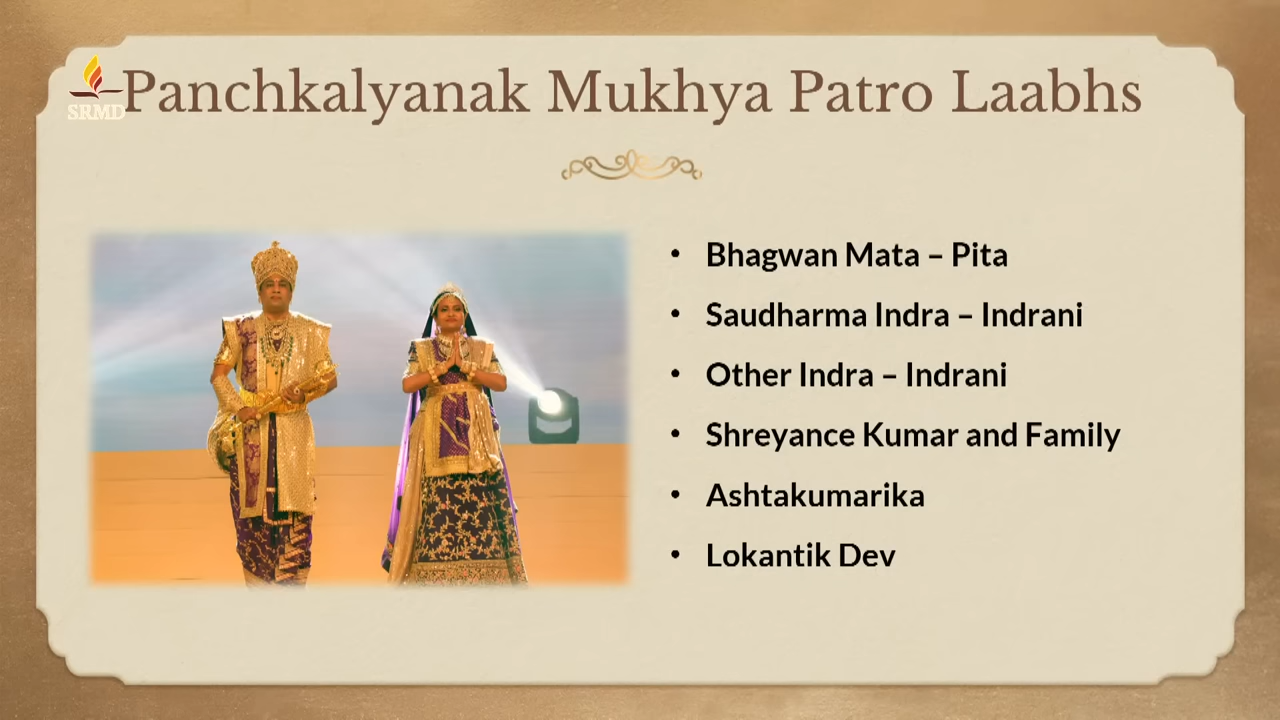 Panchkalyanak Mukhya Patro Laabhs
SRMD
• Bhagwan Mata – Pita
• Saudharma Indra – Indrani
• Other Indra – Indrani
• Shreyance Kumar and Family
• Ashtakumarika
• Lokantik Dev